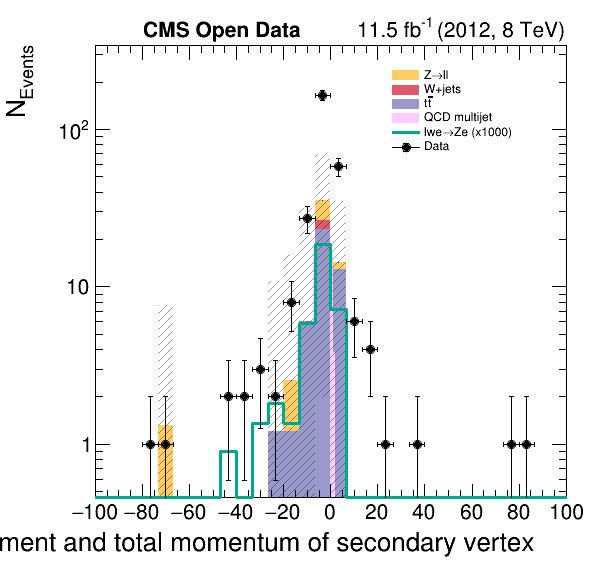 CMS Open Data 11.5 fb-1 (2012, 8 TeV)
NEvents
Z→ll
W+jets
tt̄
QCD multijet
lwe→Ze (x1000)
Data
10²
10
1
−100 −80 −60 −40 −20 0 20 40 60 80 100
ment and total momentum of secondary vertex